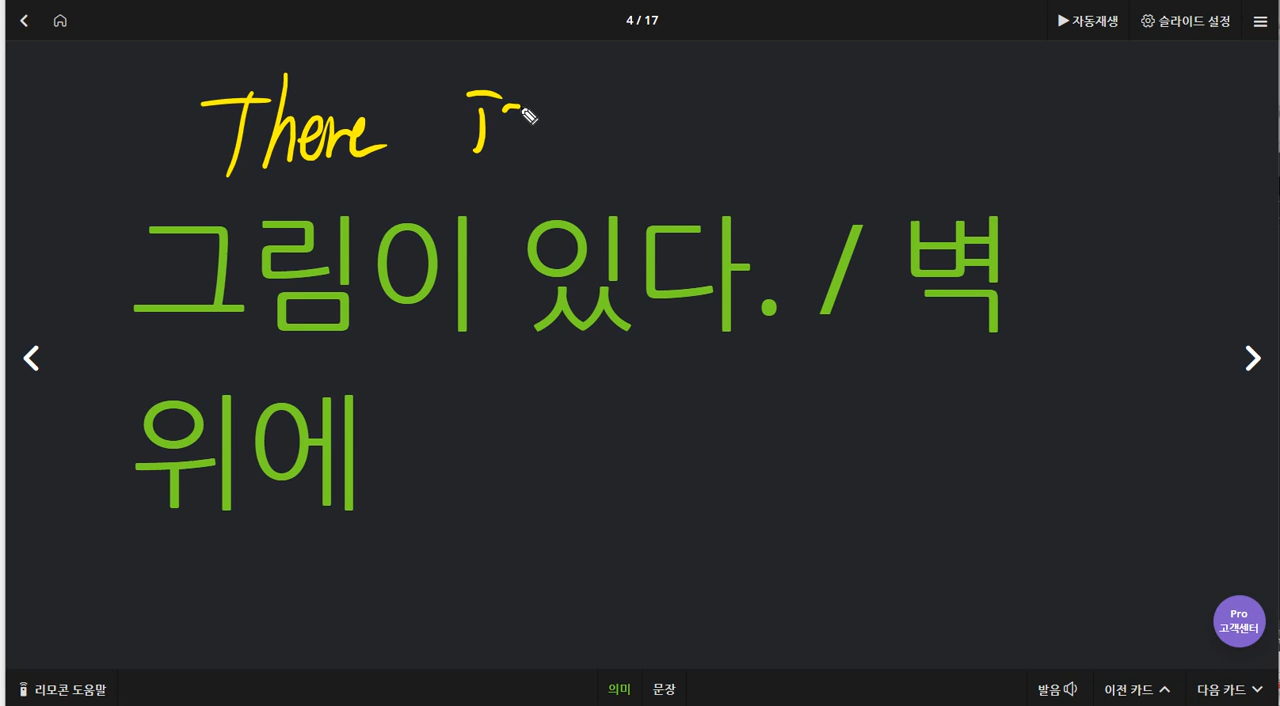 4 / 17
자동재생
슬라이드 설정
There
그림이 있다. / 벽
위에
Pro
고객센터
리모콘 도움말
의미
문장
발음
이전 카드
다음 카드